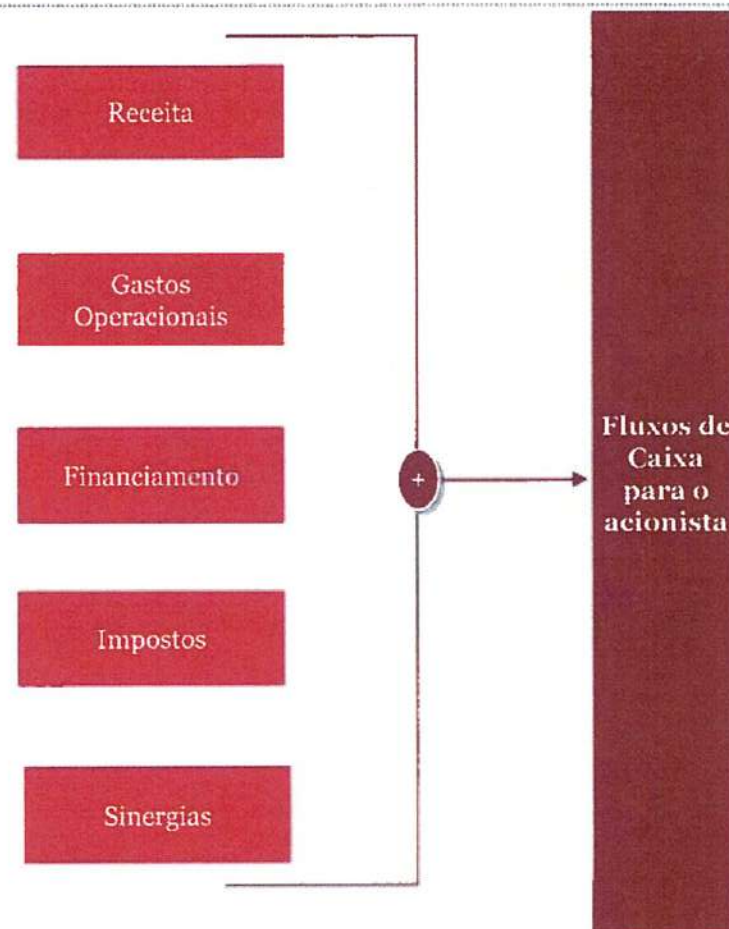 Receita
Gastos
Operacionais
Financiamento
+
Fluxos de
Caixa
para o
acionista
Impostos
Sinergias